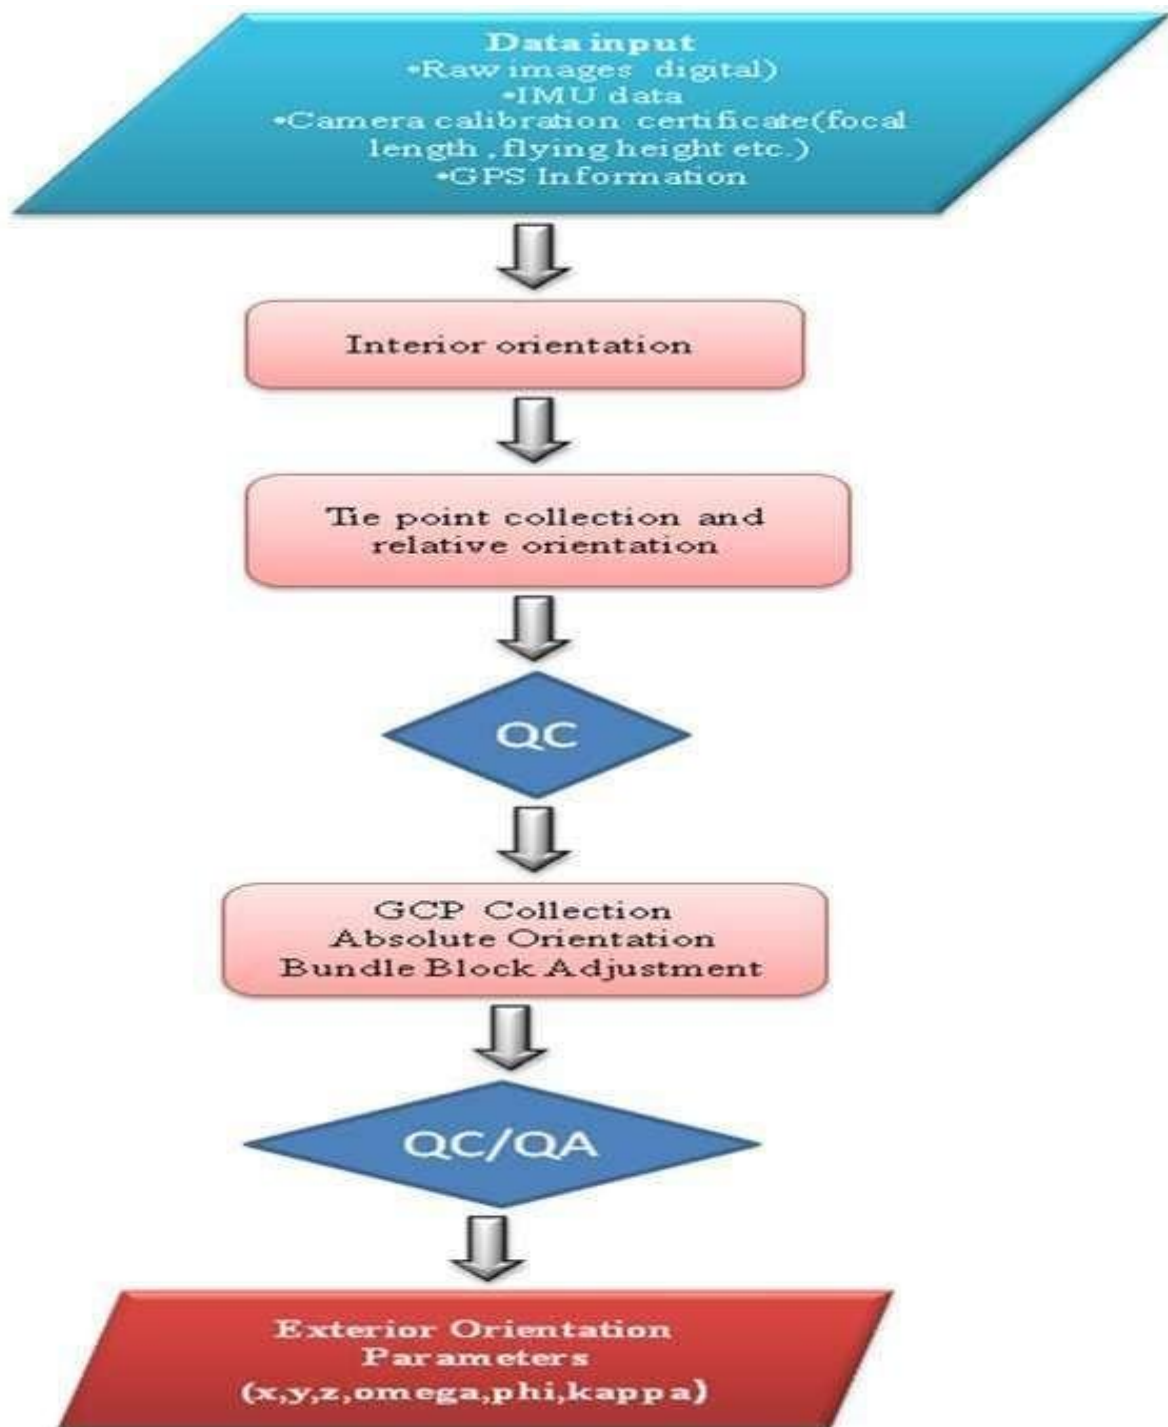 Data input
•Raw images digital)
•IMU data
•Camera calibration certificate(focal
length ,flying height etc.)
•GPS Information
Interior orientation
Tie point collection and
relative orientation
QC
GCP Collection
Absolute Orientation
Bundle Block Adjustment
QC/QA
Exterior Orientation
Parameters
(x,y,z,omega,phi,kappa)